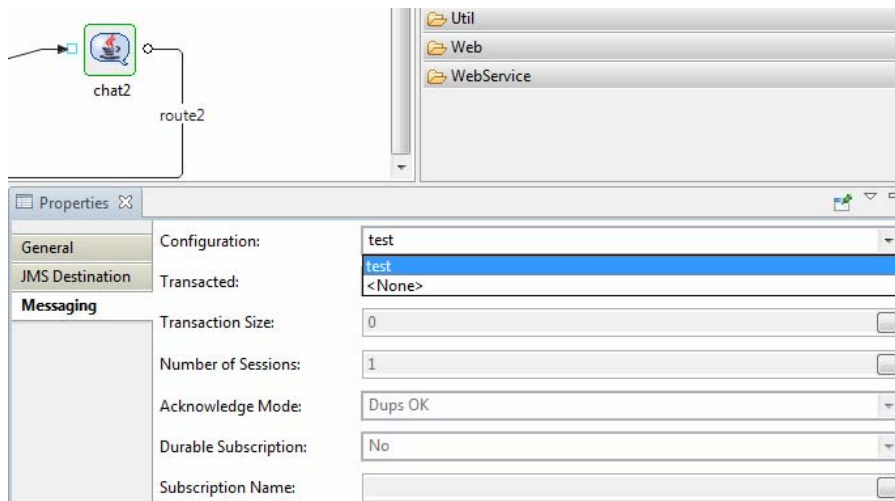 chat2
route2
Util
Web
WebService
Properties
General
JMS Destination
Messaging
Configuration: test
test
<None>
Transacted:
Transaction Size: 0
Number of Sessions: 1
Acknowledge Mode: Dups OK
Durable Subscription: No
Subscription Name: